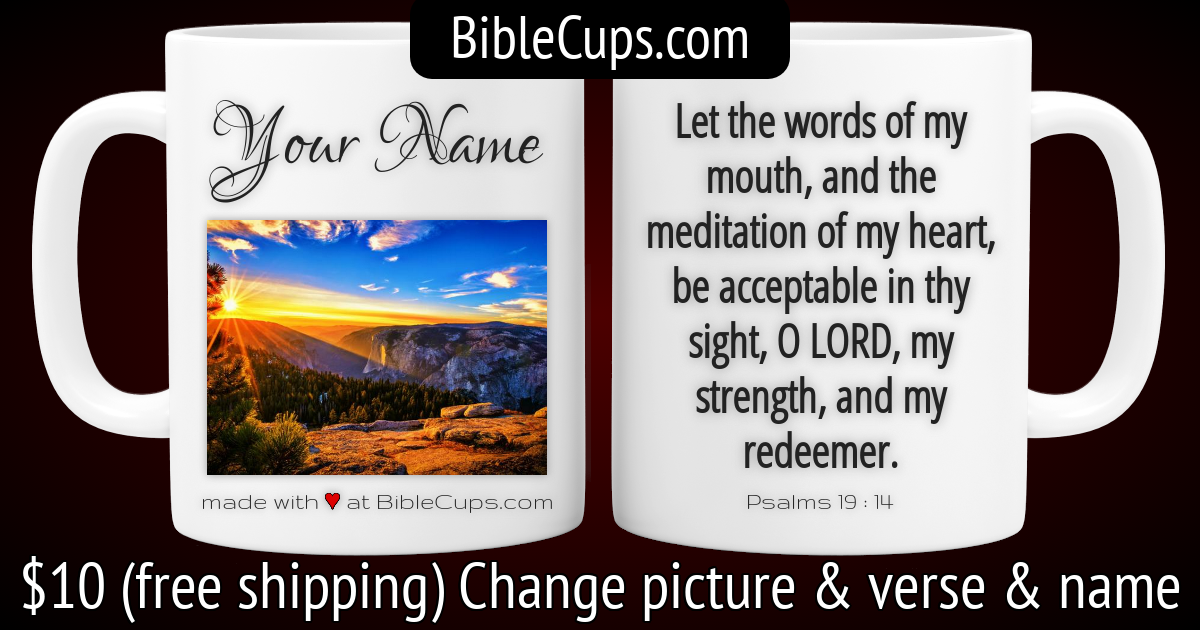 BibleCups.com
Your Name
made with ♥ at BibleCups.com
Let the words of my
mouth, and the
meditation of my heart,
be acceptable in thy
sight, O LORD, my
strength, and my
redeemer.
Psalms 19 : 14
$10 (free shipping) Change picture & verse & name